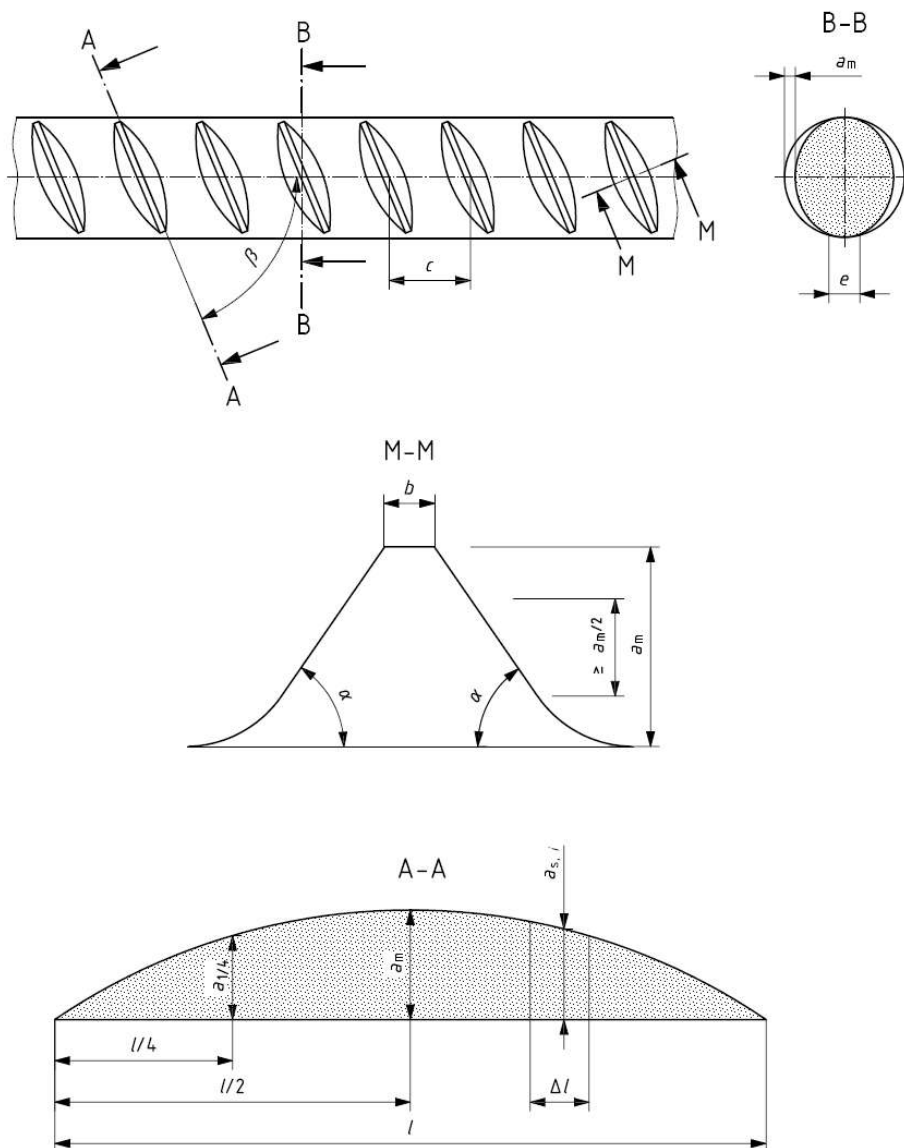 A
B
B-B
a_m
M
M
β
c
e
B
A
M-M
b
≥ a_m/2
a_m
α
α
A-A
a_s, i
a_1/4
a_m
l/4
l/2
Δl
l